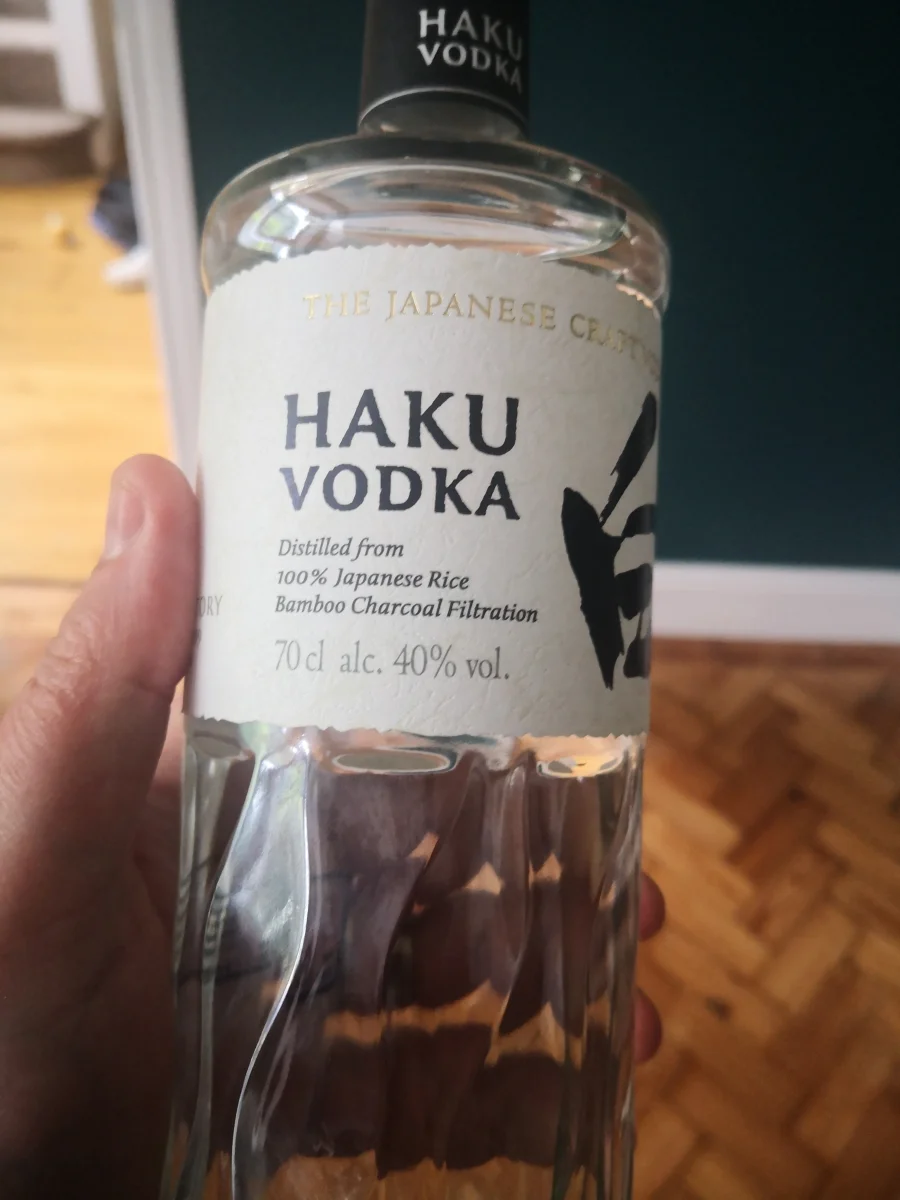 HAKU
VODKA
THE JAPANESE CRAFT
HAKU
VODKA
Distilled from
100% Japanese Rice
Bamboo Charcoal Filtration
70cl alc. 40% vol.
白